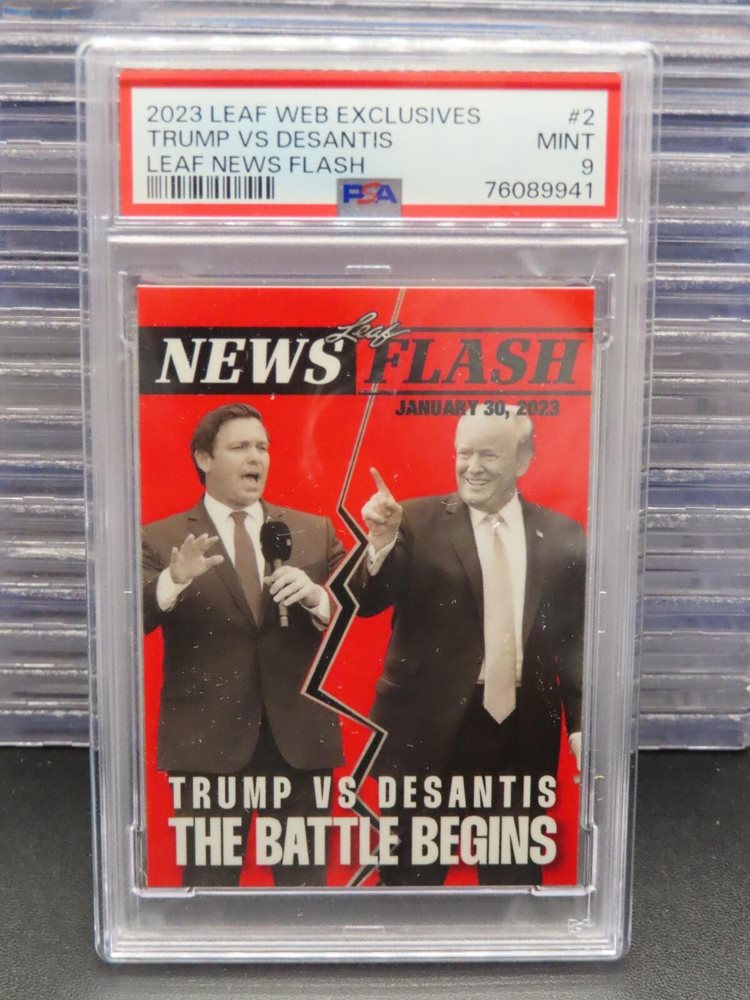 2023 LEAF WEB EXCLUSIVES #2
TRUMP VS DESANTIS MINT
LEAF NEWS FLASH 9
PSA 76089941
Leaf
NEWS FLASH
JANUARY 30, 2023
TRUMP VS DESANTIS
THE BATTLE BEGINS